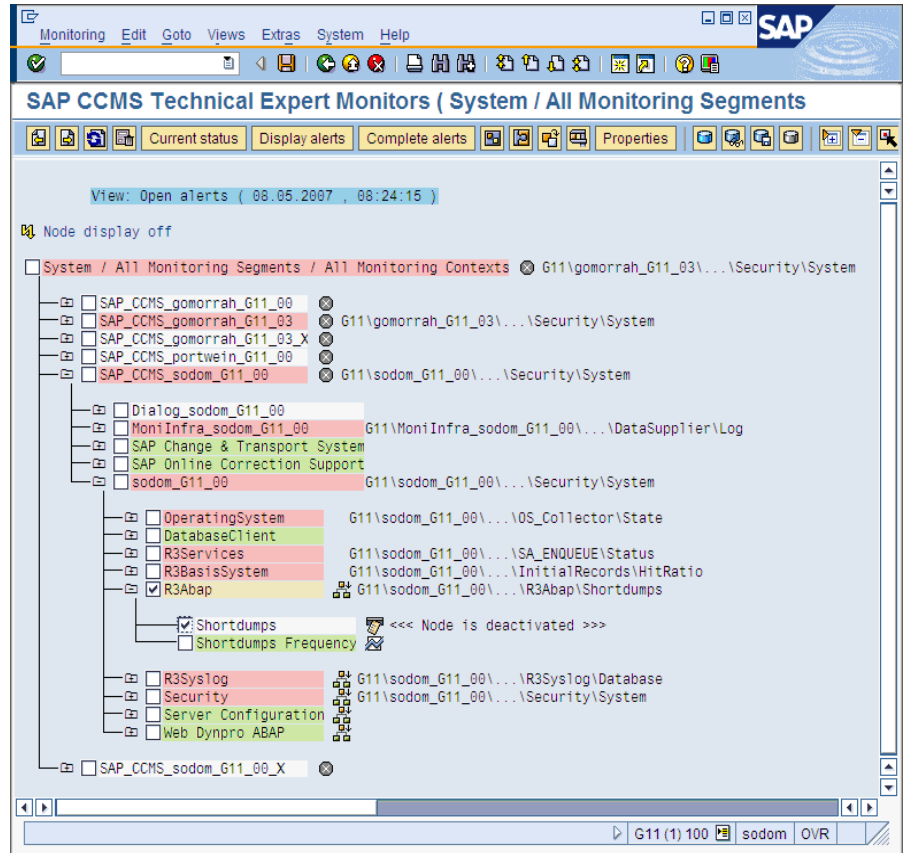 Monitoring Edit Goto Views Extras System Help
SAP
SAP CCMS Technical Expert Monitors ( System / All Monitoring Segments
Current status Display alerts Complete alerts Properties
View: Open alerts ( 08.05.2007 , 08:24:15 )
Node display off
System / All Monitoring Segments / All Monitoring Contexts G11\gomorrah_G11_03\...\Security\System
SAP_CCMS_gomorrah_G11_00
SAP_CCMS_gomorrah_G11_03 G11\gomorrah_G11_03\...\Security\System
SAP_CCMS_gomorrah_G11_03_X
SAP_CCMS_portwein_G11_00
SAP_CCMS_sodom_G11_00 G11\sodom_G11_00\...\Security\System
Dialog_sodom_G11_00
MoniInfra_sodom_G11_00 G11\MoniInfra_sodom_G11_00\...\DataSupplier\Log
SAP Change & Transport System
SAP Online Correction Support
sodom_G11_00 G11\sodom_G11_00\...\Security\System
OperatingSystem G11\sodom_G11_00\...\OS_Collector\State
DatabaseClient
R3Services G11\sodom_G11_00\...\SA_ENQUEUE\Status
R3BasisSystem G11\sodom_G11_00\...\InitialRecords\HitRatio
R3Abap G11\sodom_G11_00\...\R3Abap\Shortdumps
Shortdumps <<< Node is deactivated >>>
Shortdumps Frequency
R3Syslog G11\sodom_G11_00\...\R3Syslog\Database
Security G11\sodom_G11_00\...\Security\System
Server Configuration
Web Dynpro ABAP
SAP_CCMS_sodom_G11_00_X
G11 (1) 100 sodom OVR